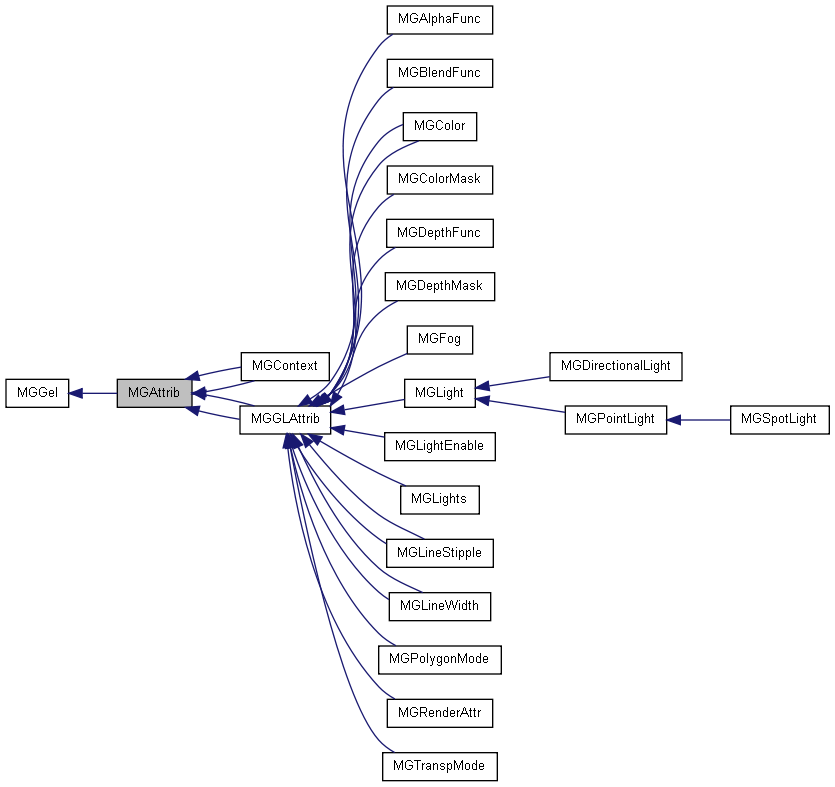 MGAlphaFunc
MGBlendFunc
MGColor
MGColorMask
MGDepthFunc
MGDepthMask
MGFog
MGContext
MGDirectionalLight
MGGel
MGAttrib
MGLight
MGGLAttrib
MGPointLight
MGSpotLight
MGLightEnable
MGLights
MGLineStipple
MGLineWidth
MGPolygonMode
MGRenderAttr
MGTranspMode